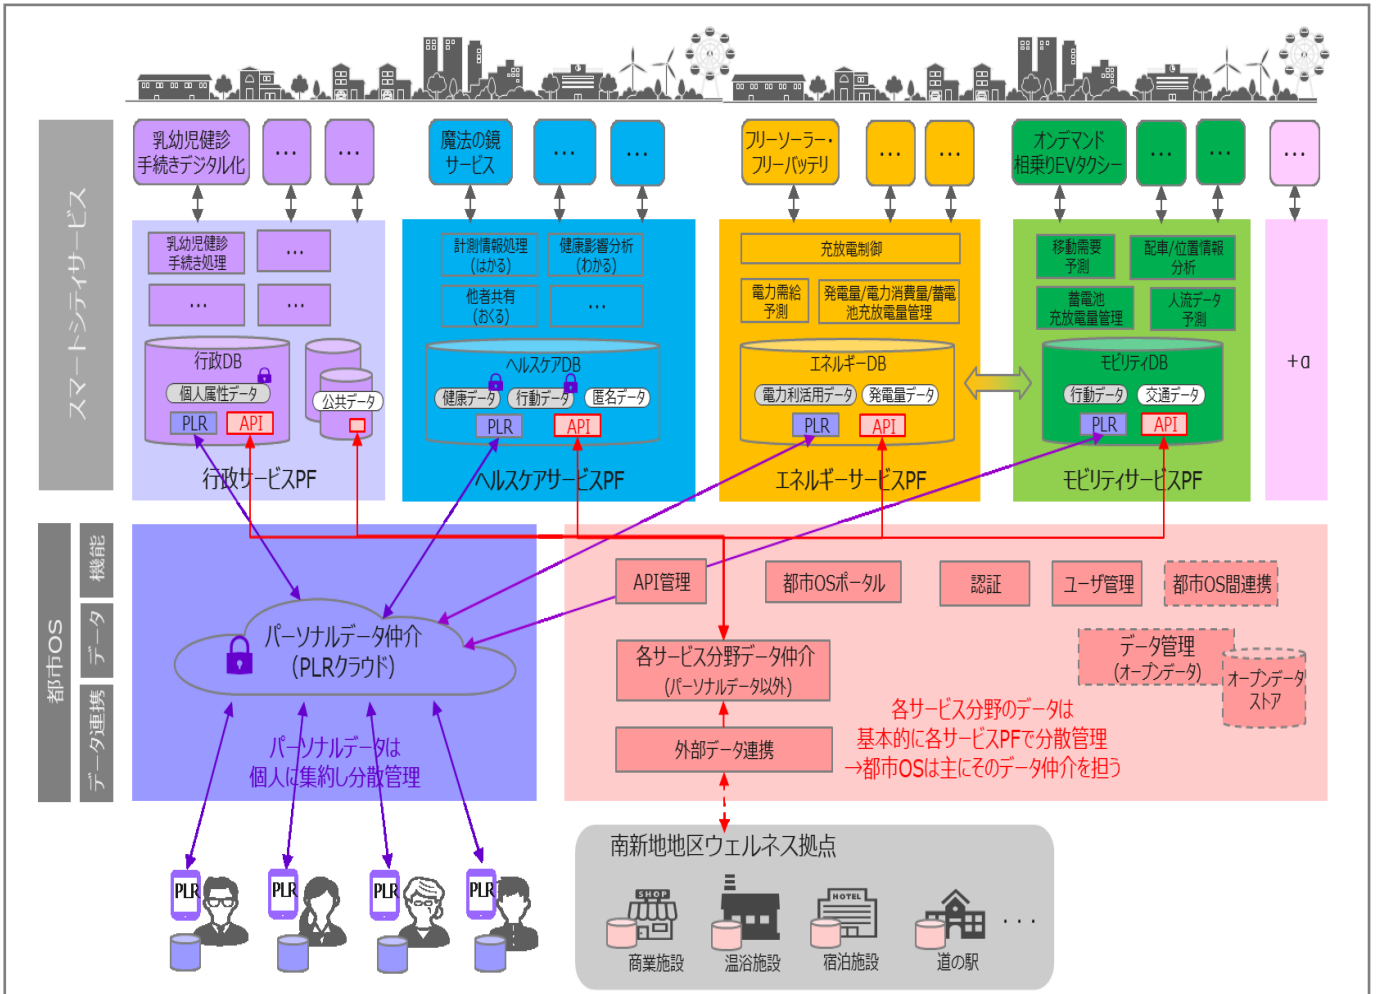 スマートシティサービス
乳幼児健診
手続きデジタル化
…
…
魔法の鏡
サービス
…
…
フリーソーラー・
フリーバッテリ
…
…
オンデマンド
相乗りEVタクシー
…
…
…
乳幼児健診
手続き処理
…
…
…
行政DB
個人属性データ
PLR
API
公共データ
行政サービスPF
計測情報処理
(はかる)
健康影響分析
(わかる)
他者共有
(おくる)
…
ヘルスケアDB
健康データ
行動データ
匿名データ
PLR
API
ヘルスケアサービスPF
充放電制御
電力需給
予測
発電量/電力消費量/蓄電
池充放電量管理
エネルギーDB
電力利活用データ
発電量データ
PLR
API
エネルギーサービスPF
移動需要
予測
配車/位置情報
分析
蓄電池
充放電量管理
人流データ
予測
モビリティDB
行動データ
交通データ
PLR
API
モビリティサービスPF
+α
都市OS
機能
データ
データ連携
パーソナルデータ仲介
(PLRクラウド)
パーソナルデータは
個人に集約し分散管理
API管理
都市OSポータル
認証
ユーザ管理
都市OS間連携
各サービス分野データ仲介
(パーソナルデータ以外)
データ管理
(オープンデータ)
オープンデータ
ストア
外部データ連携
各サービス分野のデータは
基本的に各サービスPFで分散管理
→都市OSは主にそのデータ仲介を担う
PLR
PLR
PLR
PLR
南新地地区ウェルネス拠点
SHOP
商業施設
温浴施設
HOTEL
宿泊施設
道の駅
…